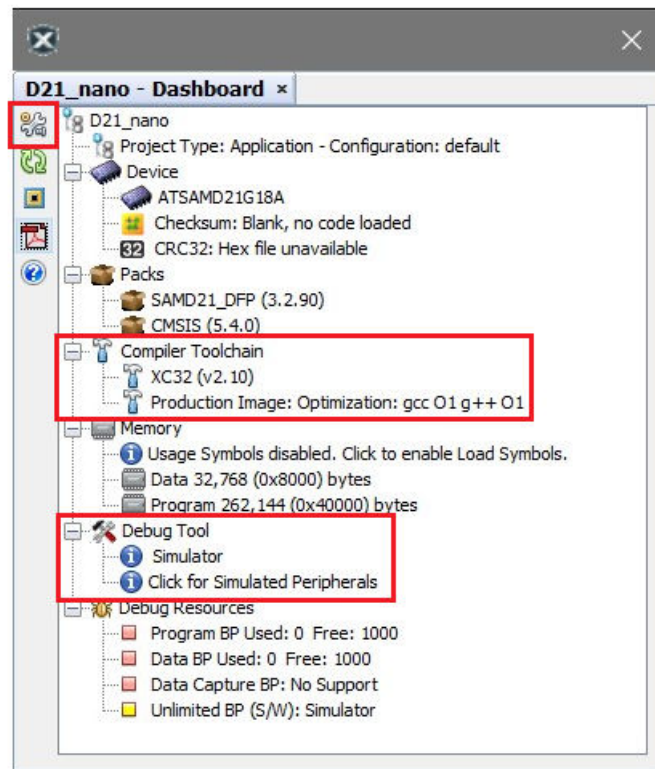 D21_nano - Dashboard ×
D21_nano
Project Type: Application - Configuration: default
Device
ATSAMD21G18A
Checksum: Blank, no code loaded
32 CRC32: Hex file unavailable
Packs
SAMD21_DFP (3.2.90)
CMSIS (5.4.0)
Compiler Toolchain
XC32 (v2.10)
Production Image: Optimization: gcc O1 g++ O1
Memory
Usage Symbols disabled. Click to enable Load Symbols.
Data 32,768 (0x8000) bytes
Program 262,144 (0x40000) bytes
Debug Tool
Simulator
Click for Simulated Peripherals
Debug Resources
Program BP Used: 0 Free: 1000
Data BP Used: 0 Free: 1000
Data Capture BP: No Support
Unlimited BP (S/W): Simulator